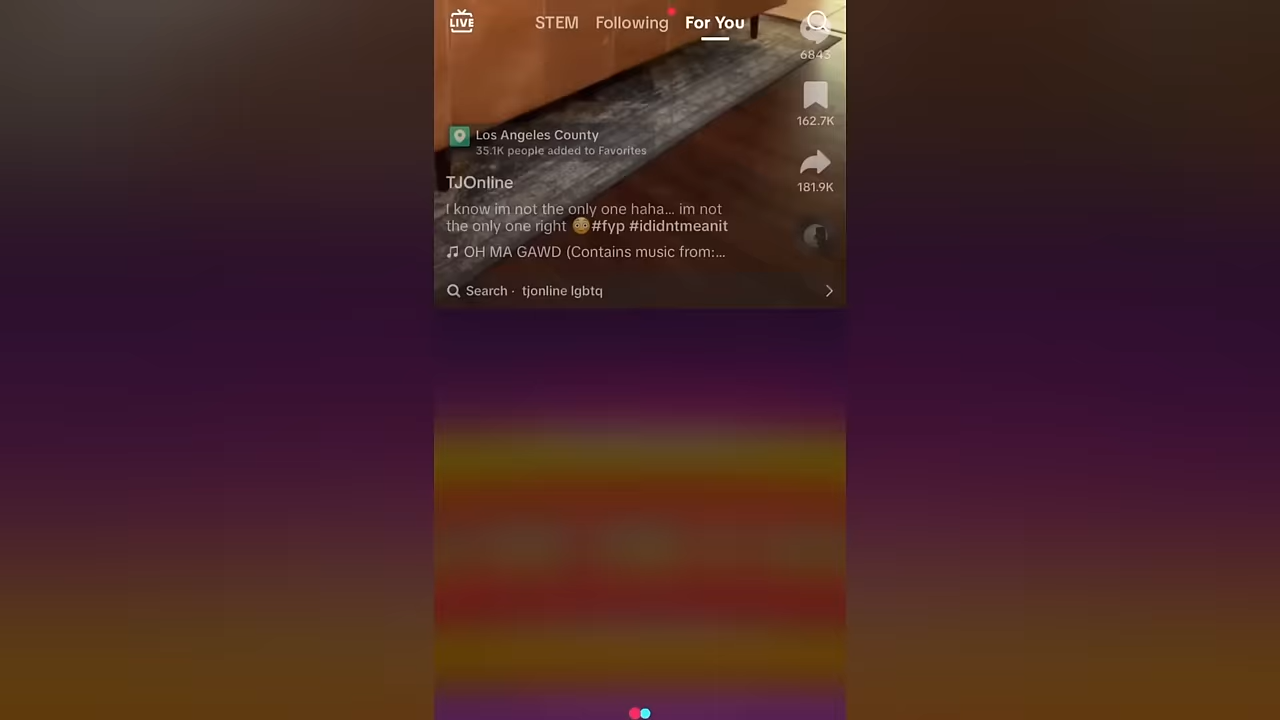 LIVE
STEM Following For You
6843
162.7K
Los Angeles County
35.1K people added to Favorites
181.9K
TJOnline
I know im not the only one haha... im not
the only one right 😳#fyp #ididntmeanit
OH MA GAWD (Contains music from:...
Search · tjonline lgbtq